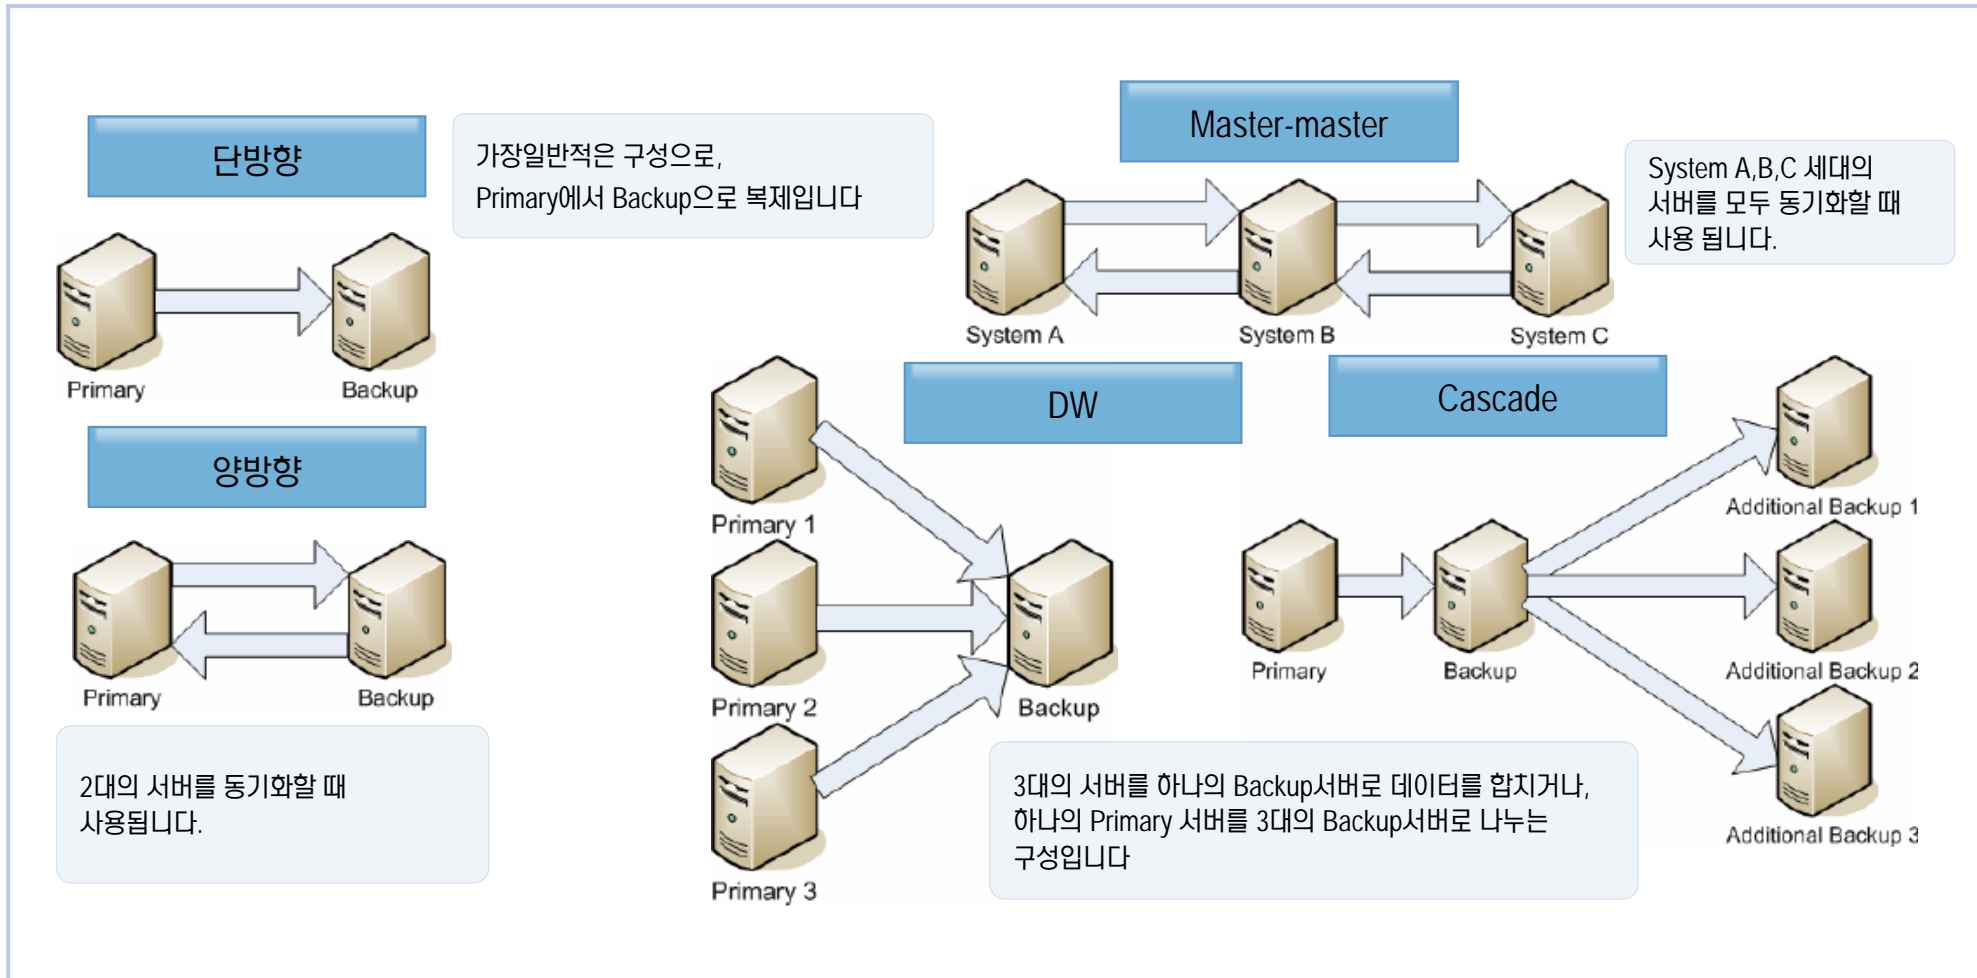 단방향
가장일반적은 구성으로,
Primary에서 Backup으로 복제입니다
Primary
Backup
양방향
Primary
Backup
2대의 서버를 동기화할 때
사용됩니다.
Master-master
System A,B,C 세대의
서버를 모두 동기화할 때
사용 됩니다.
System A
System B
System C
DW
Primary 1
Primary 2
Primary 3
Backup
Cascade
Primary
Backup
Additional Backup 1
Additional Backup 2
Additional Backup 3
3대의 서버를 하나의 Backup서버로 데이터를 합치거나,
하나의 Primary 서버를 3대의 Backup서버로 나누는
구성입니다